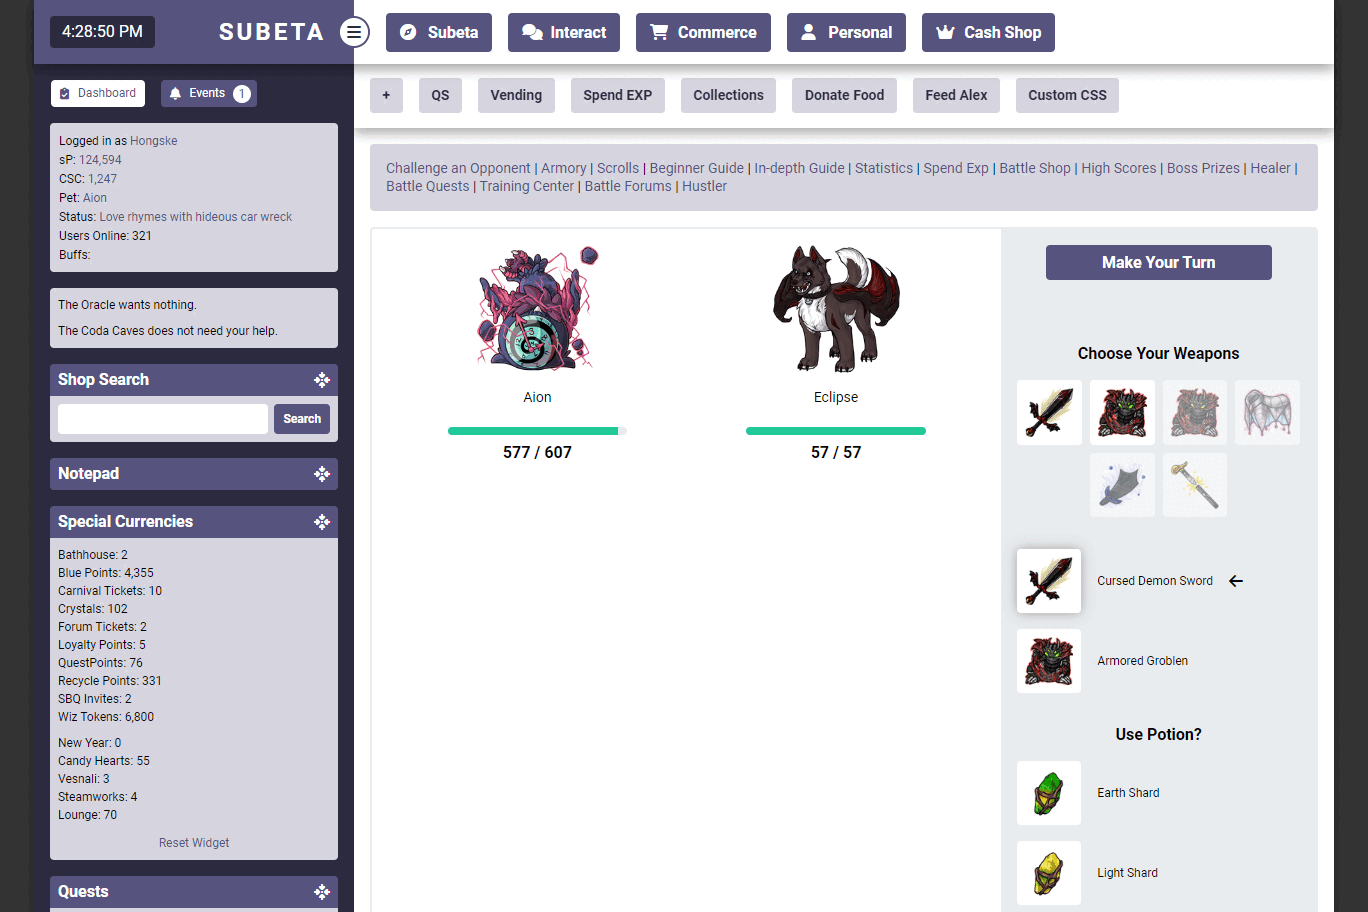 4:28:50 PM
SUBETA
Subeta
Interact
Commerce
Personal
Cash Shop
Dashboard
Events 1
+
QS
Vending
Spend EXP
Collections
Donate Food
Feed Alex
Custom CSS
Logged in as Hongske
sP: 124,594
CSC: 1,247
Pet: Aion
Status: Love rhymes with hideous car wreck
Users Online: 321
Buffs:
The Oracle wants nothing.
The Coda Caves does not need your help.
Shop Search
Search
Notepad
Special Currencies
Bathhouse: 2
Blue Points: 4,355
Carnival Tickets: 10
Crystals: 102
Forum Tickets: 2
Loyalty Points: 5
QuestPoints: 76
Recycle Points: 331
SBQ Invites: 2
Wiz Tokens: 6,800
New Year: 0
Candy Hearts: 55
Vesnali: 3
Steamworks: 4
Lounge: 70
Reset Widget
Quests
Challenge an Opponent | Armory | Scrolls | Beginner Guide | In-depth Guide | Statistics | Spend Exp | Battle Shop | High Scores | Boss Prizes | Healer |
Battle Quests | Training Center | Battle Forums | Hustler
Aion
577 / 607
Eclipse
57 / 57
Make Your Turn
Choose Your Weapons
Cursed Demon Sword
Armored Groblen
Use Potion?
Earth Shard
Light Shard